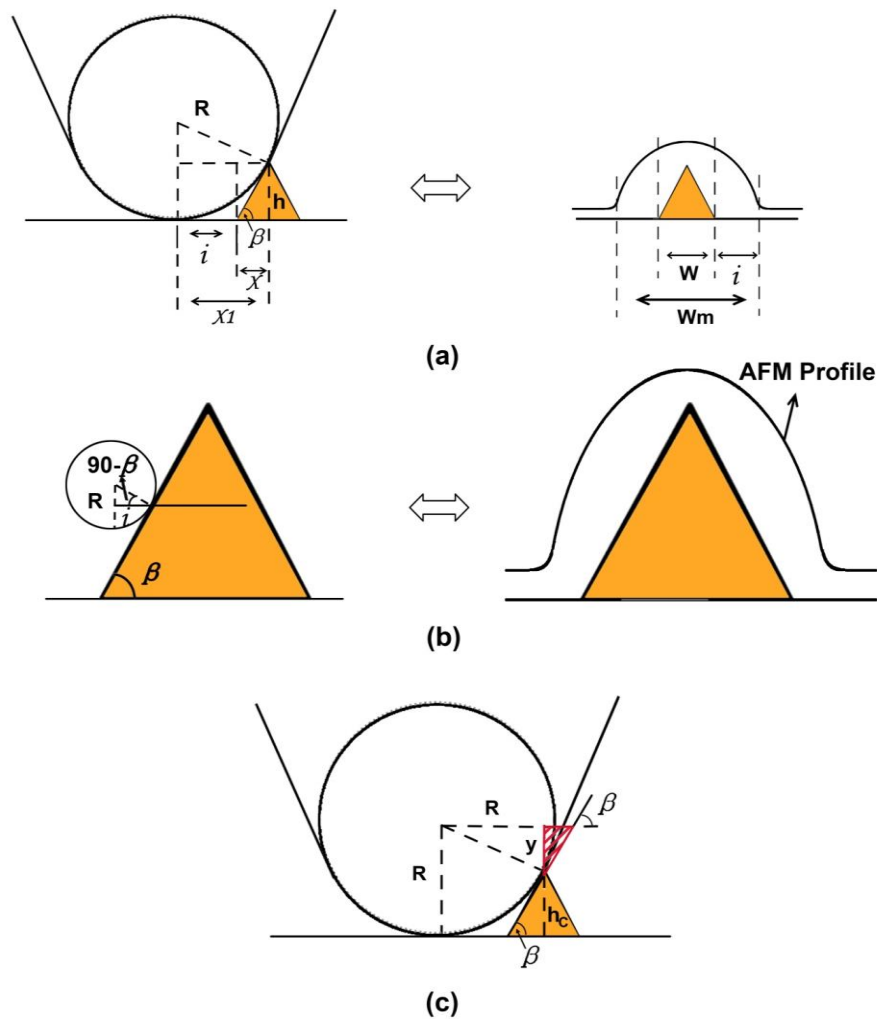 R
h
β
i
X
X1
W
i
Wm
(a)
AFM Profile
90-β
R
i
β
(b)
R
β
y
R
hc
β
(c)